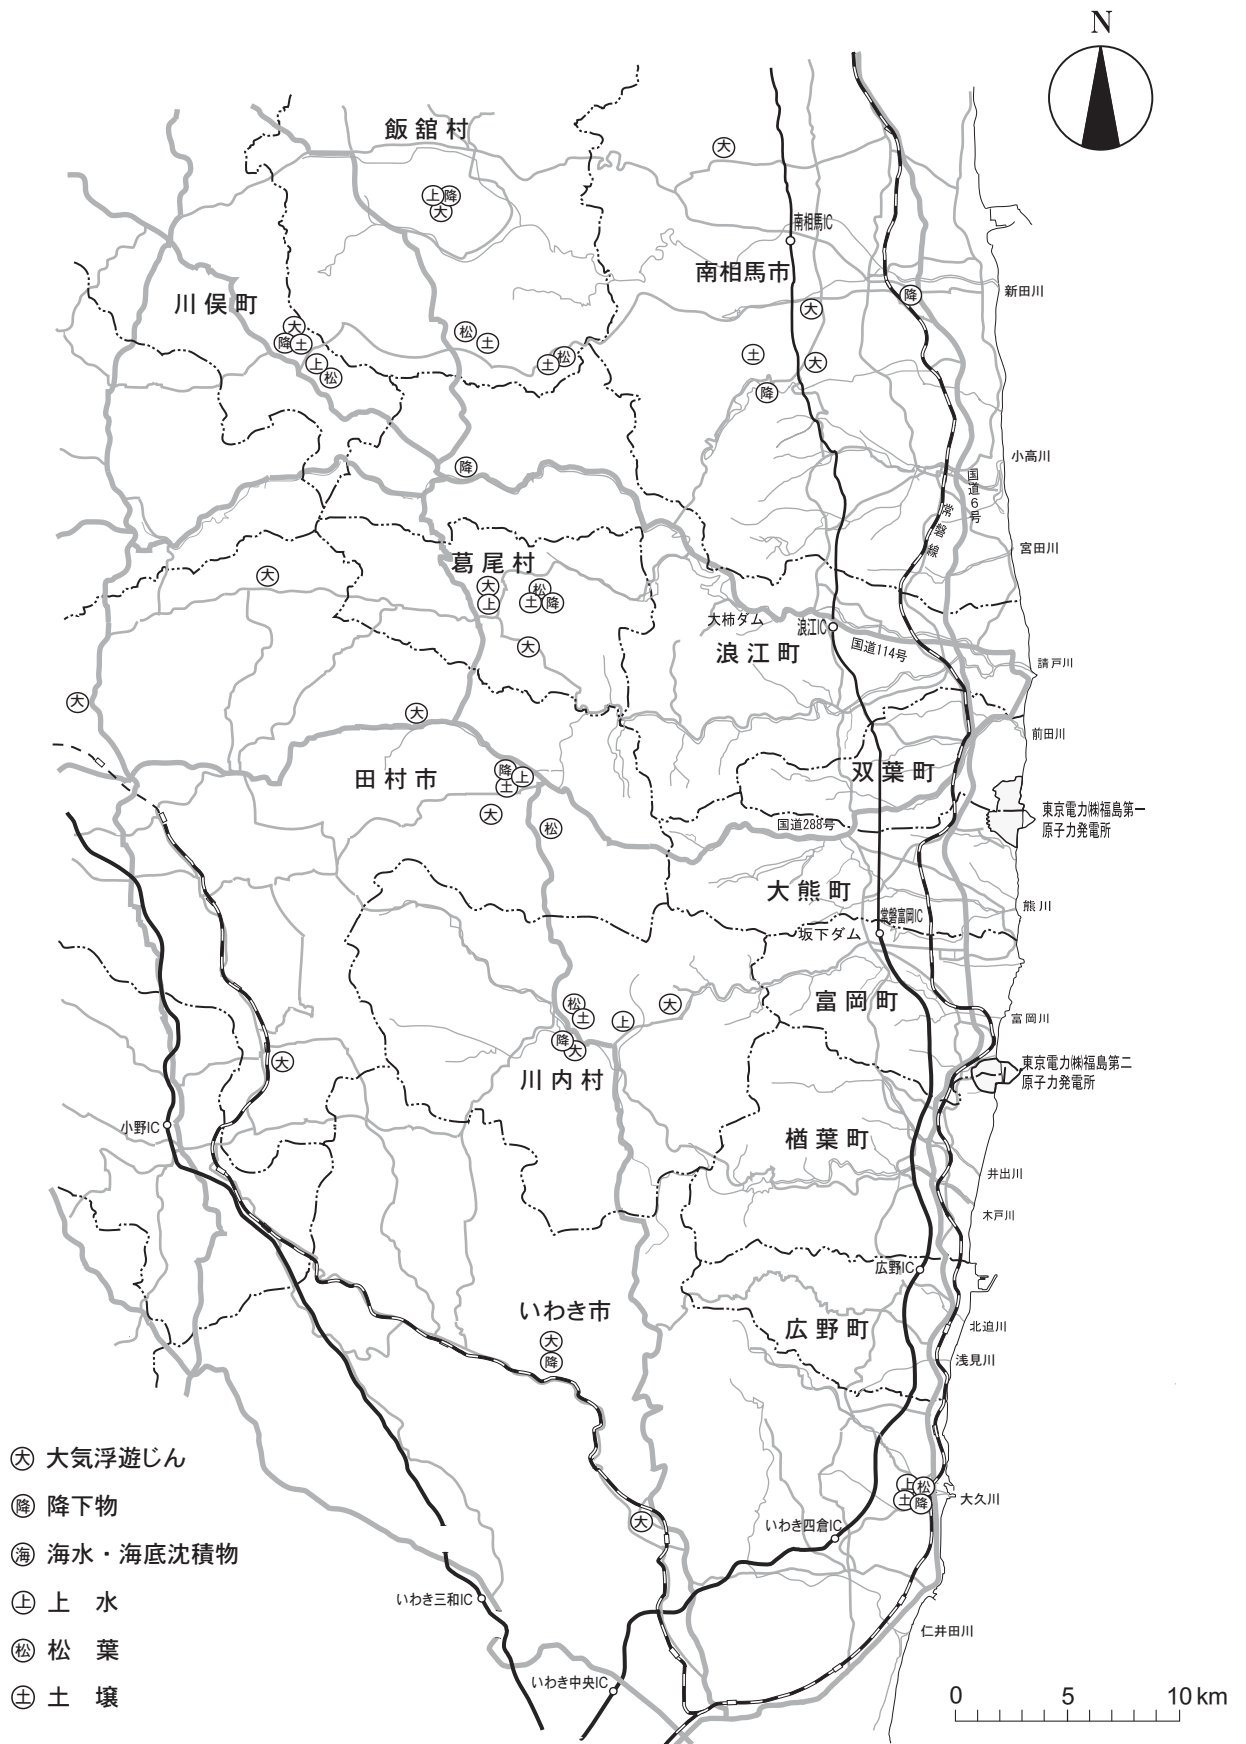 N
飯舘村
大
上
降
大
南相馬IC
南相馬市
新田川
川俣町
大
降
大
降
土
松
土
上
松
土
松
土
大
降
降
小高川
国道6号
常磐線
宮田川
葛尾村
大
大
松
上
土
降
大柿ダム
浪江IC
大
浪江町
国道114号
請戸川
大
大
前田川
田村市
降
上
土
双葉町
大
松
国道288号
東京電力㈱福島第一
原子力発電所
大熊町
熊川
常磐富岡IC
坂下ダム
松
土
上
大
富岡町
富岡川
降
大
大
川内村
東京電力㈱福島第二
原子力発電所
小野IC
楢葉町
井出川
木戸川
広野IC
いわき市
大
降
広野町
北迫川
浅見川
上
松
土
降
大久川
大
いわき四倉IC
いわき三和IC
仁井田川
いわき中央IC
大 大気浮遊じん
降 降下物
海 海水・海底沈積物
上 上 水
松 松 葉
土 土 壌
0 5 10 km